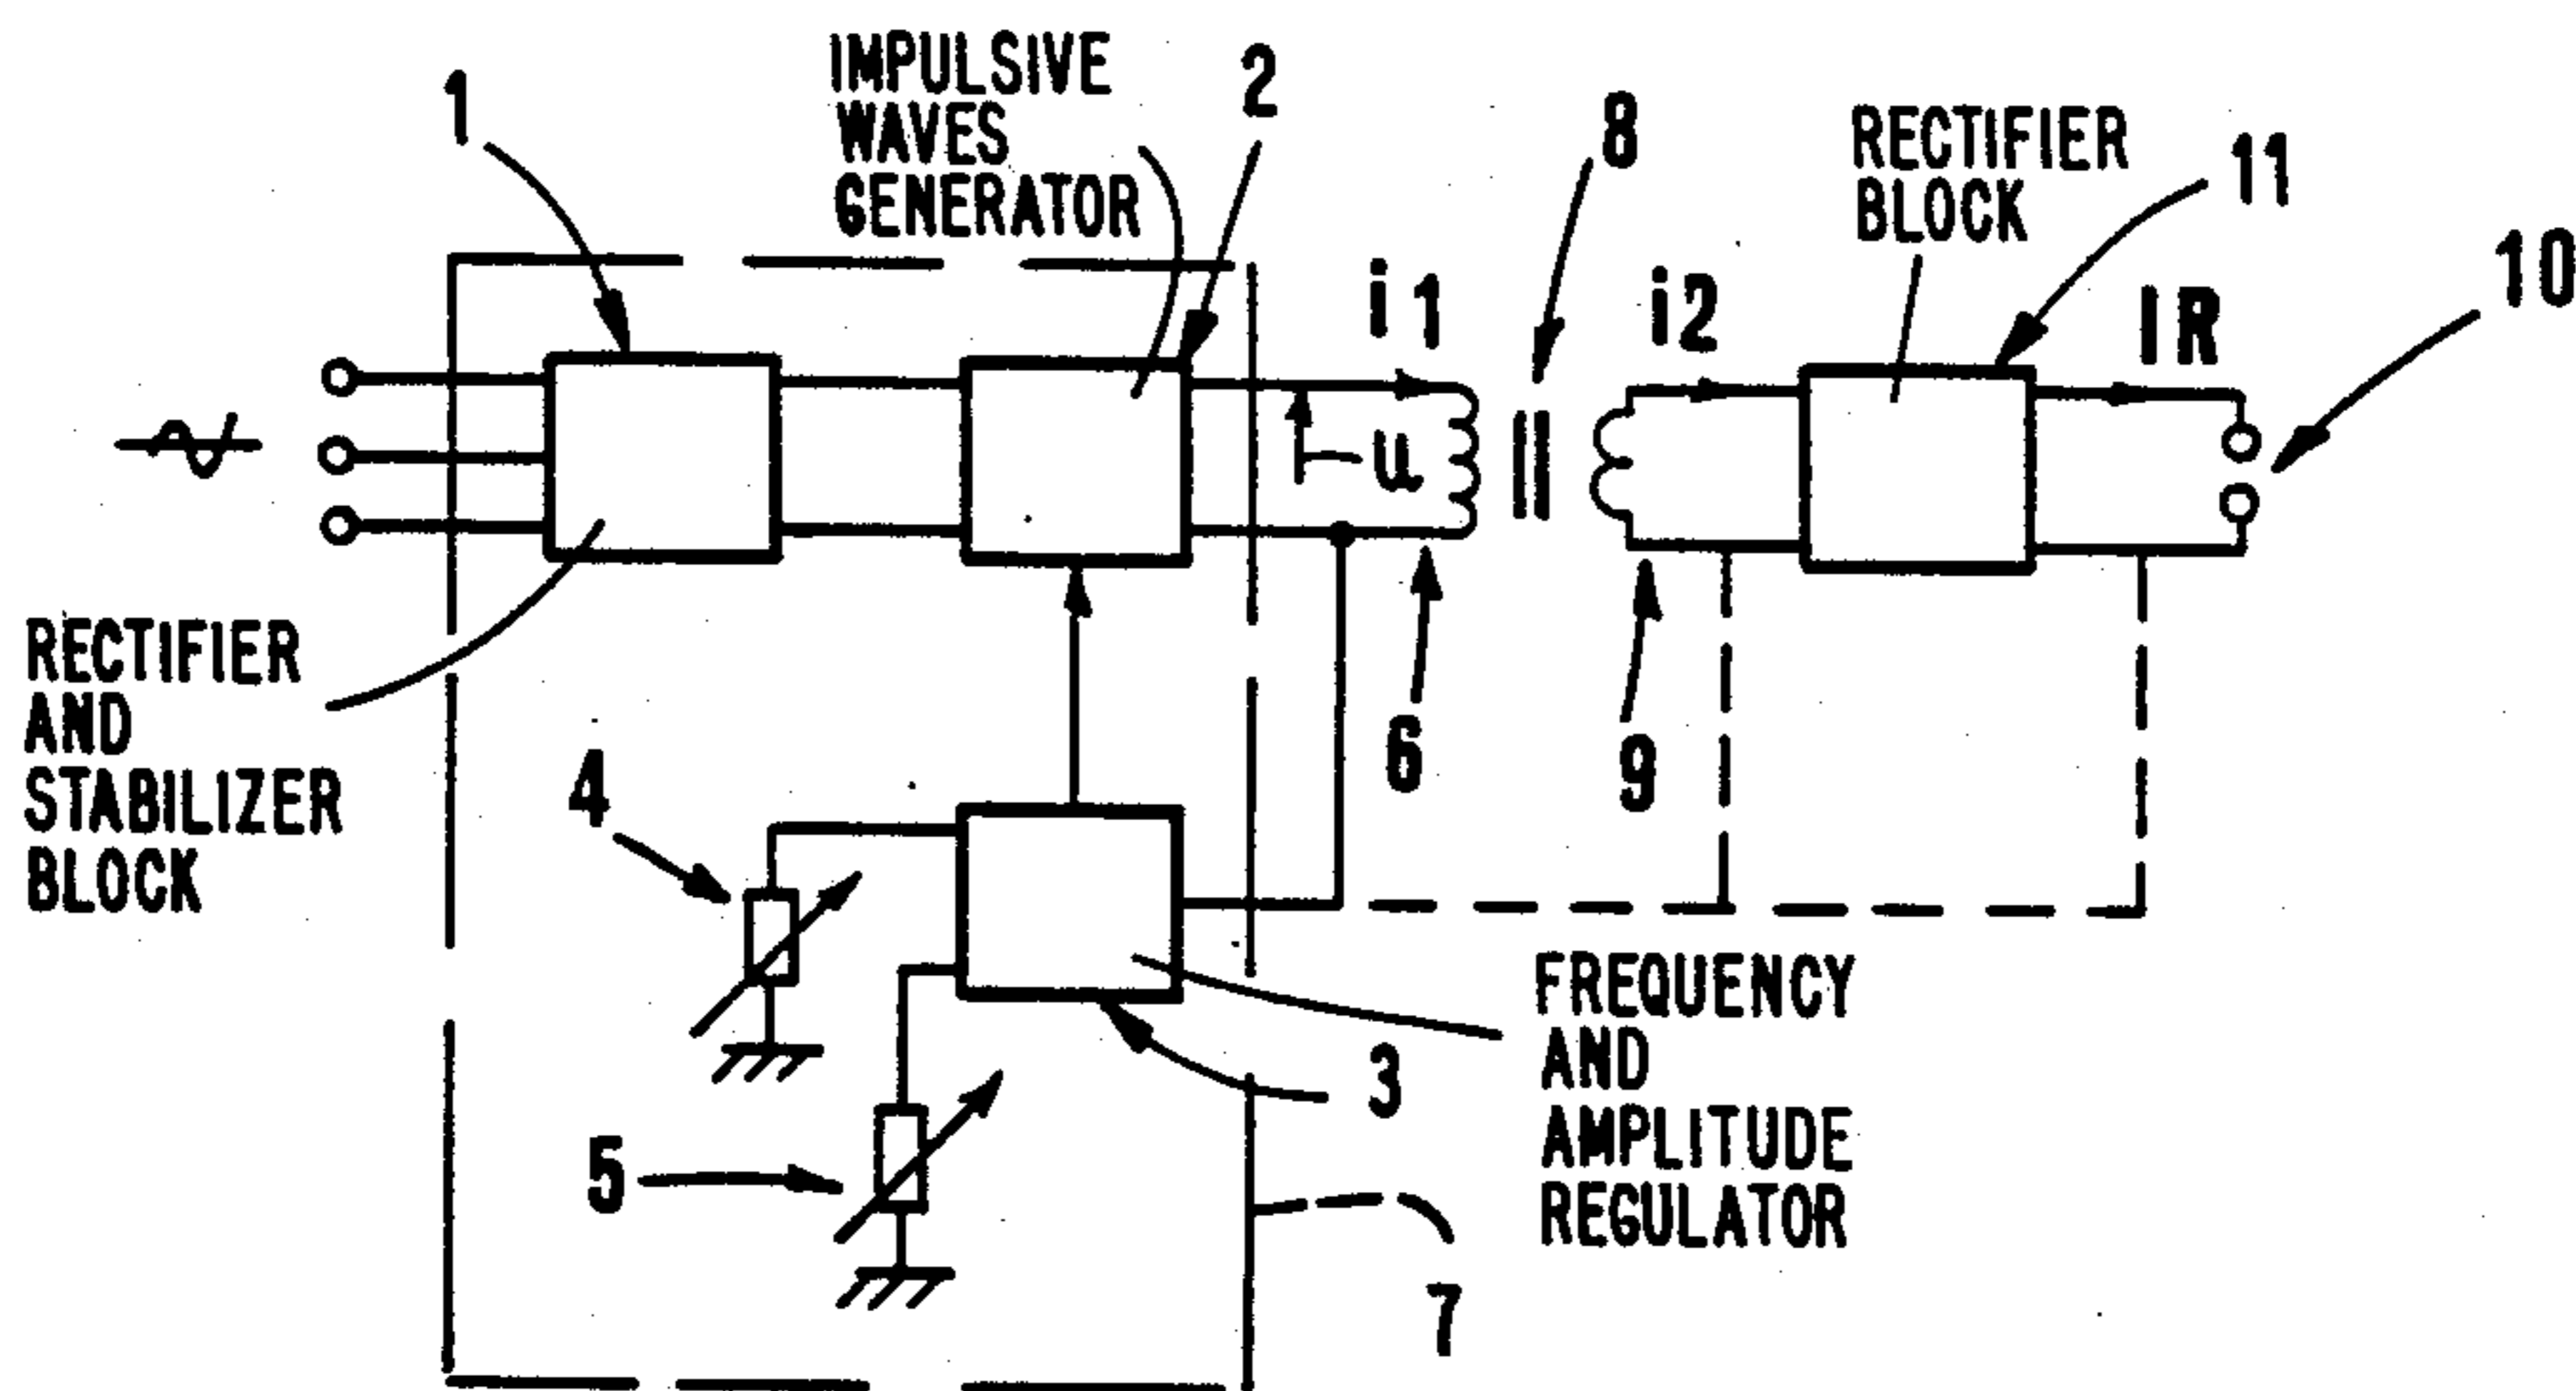 IMPULSIVE
WAVES
GENERATOR
1
2
8
RECTIFIER
BLOCK
11
10
i1
i2
IR
u
RECTIFIER
AND
STABILIZER
BLOCK
6
9
4
5
3
FREQUENCY
AND
AMPLITUDE
REGULATOR
7